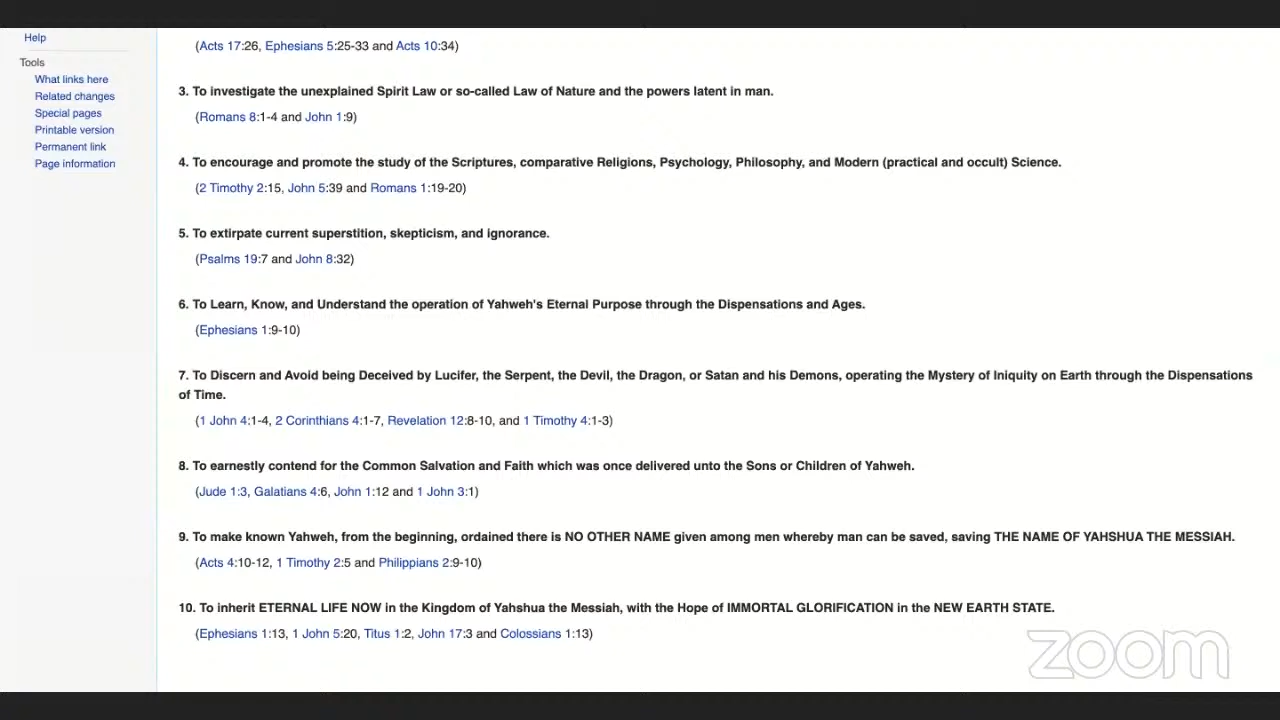 Help
Tools
What links here
Related changes
Special pages
Printable version
Permanent link
Page information
(Acts 17:26, Ephesians 5:25-33 and Acts 10:34)
3. To investigate the unexplained Spirit Law or so-called Law of Nature and the powers latent in man.
(Romans 8:1-4 and John 1:9)
4. To encourage and promote the study of the Scriptures, comparative Religions, Psychology, Philosophy, and Modern (practical and occult) Science.
(2 Timothy 2:15, John 5:39 and Romans 1:19-20)
5. To extirpate current superstition, skepticism, and ignorance.
(Psalms 19:7 and John 8:32)
6. To Learn, Know, and Understand the operation of Yahweh's Eternal Purpose through the Dispensations and Ages.
(Ephesians 1:9-10)
7. To Discern and Avoid being Deceived by Lucifer, the Serpent, the Devil, the Dragon, or Satan and his Demons, operating the Mystery of Iniquity on Earth through the Dispensations
of Time.
(1 John 4:1-4, 2 Corinthians 4:1-7, Revelation 12:8-10, and 1 Timothy 4:1-3)
8. To earnestly contend for the Common Salvation and Faith which was once delivered unto the Sons or Children of Yahweh.
(Jude 1:3, Galatians 4:6, John 1:12 and 1 John 3:1)
9. To make known Yahweh, from the beginning, ordained there is NO OTHER NAME given among men whereby man can be saved, saving THE NAME OF YAHSHUA THE MESSIAH.
(Acts 4:10-12, 1 Timothy 2:5 and Philippians 2:9-10)
10. To inherit ETERNAL LIFE NOW in the Kingdom of Yahshua the Messiah, with the Hope of IMMORTAL GLORIFICATION in the NEW EARTH STATE.
(Ephesians 1:13, 1 John 5:20, Titus 1:2, John 17:3 and Colossians 1:13)
zoom